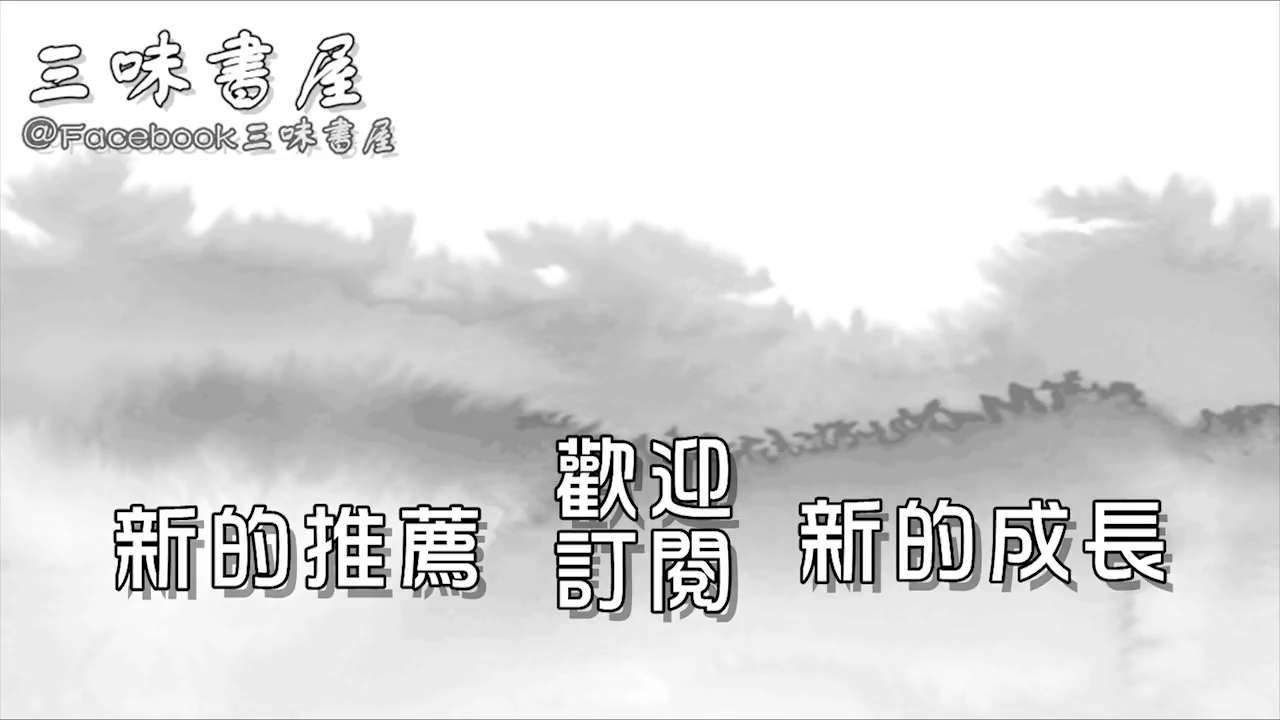 三味書屋
@Facebook三味書屋
新的推薦
歡迎
訂閱
新的成長